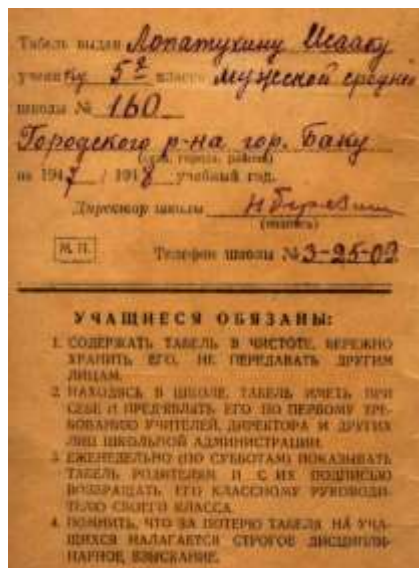 Табель выдан Лопатухину Исааку
ученику 5г класса мужской средней
школы № 160
Городского р-на гор. Баку
(село, город, район)
на 1947 / 1948 учебный год.
Директор школы
(подпись)
М. П. Телефон школы № 3-25-02
УЧАЩИЕСЯ ОБЯЗАНЫ:
1. СОДЕРЖАТЬ ТАБЕЛЬ В ЧИСТОТЕ, БЕРЕЖНО
ХРАНИТЬ ЕГО, НЕ ПЕРЕДАВАТЬ ДРУГИМ
ЛИЦАМ.
2. НАХОДЯСЬ В ШКОЛЕ, ТАБЕЛЬ ИМЕТЬ ПРИ
СЕБЕ И ПРЕД'ЯВЛЯТЬ ЕГО ПО ПЕРВОМУ ТРЕ-
БОВАНИЮ УЧИТЕЛЕЙ, ДИРЕКТОРА И ДРУГИХ
ЛИЦ ШКОЛЬНОЙ АДМИНИСТРАЦИИ.
3. ЕЖЕНЕДЕЛЬНО (ПО СУББОТАМ) ПОКАЗЫВАТЬ
ТАБЕЛЬ РОДИТЕЛЯМ И С ИХ ПОДПИСЬЮ
ВОЗВРАЩАТЬ ЕГО КЛАССНОМУ РУКОВОДИ-
ТЕЛЮ СВОЕГО КЛАССА.
4. ПОМНИТЬ, ЧТО ЗА ПОТЕРЮ ТАБЕЛЯ НА УЧА-
ЩИХСЯ НАЛАГАЕТСЯ СТРОГОЕ ДИСЦИПЛИ-
НАРНОЕ ВЗЫСКАНИЕ.